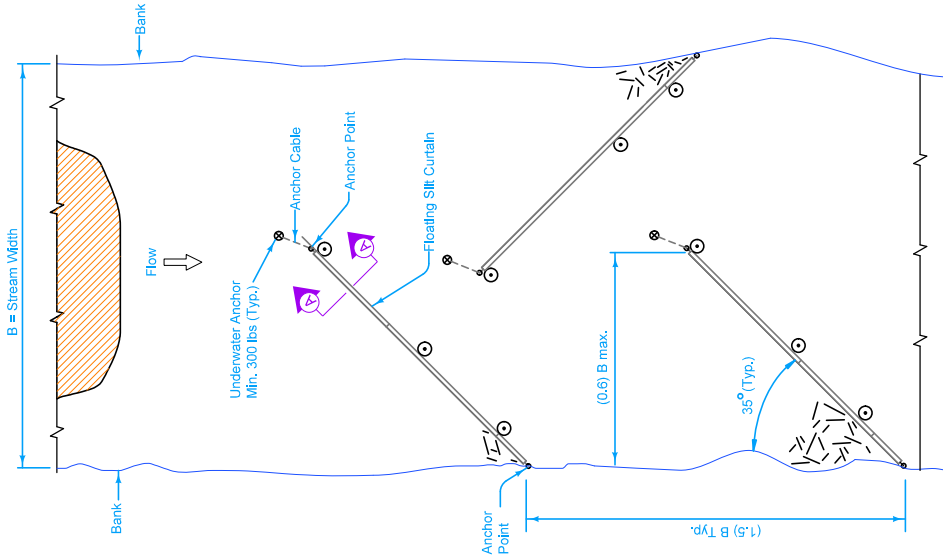 Bank
B = Stream Width
Flow
Underwater Anchor
Min. 300 lbs (Typ.)
Anchor Cable
Anchor Point
A
A
Floating Silt Curtain
(0.6) B max.
35° (Typ.)
Bank
Anchor
Point
(1.5) B Typ.